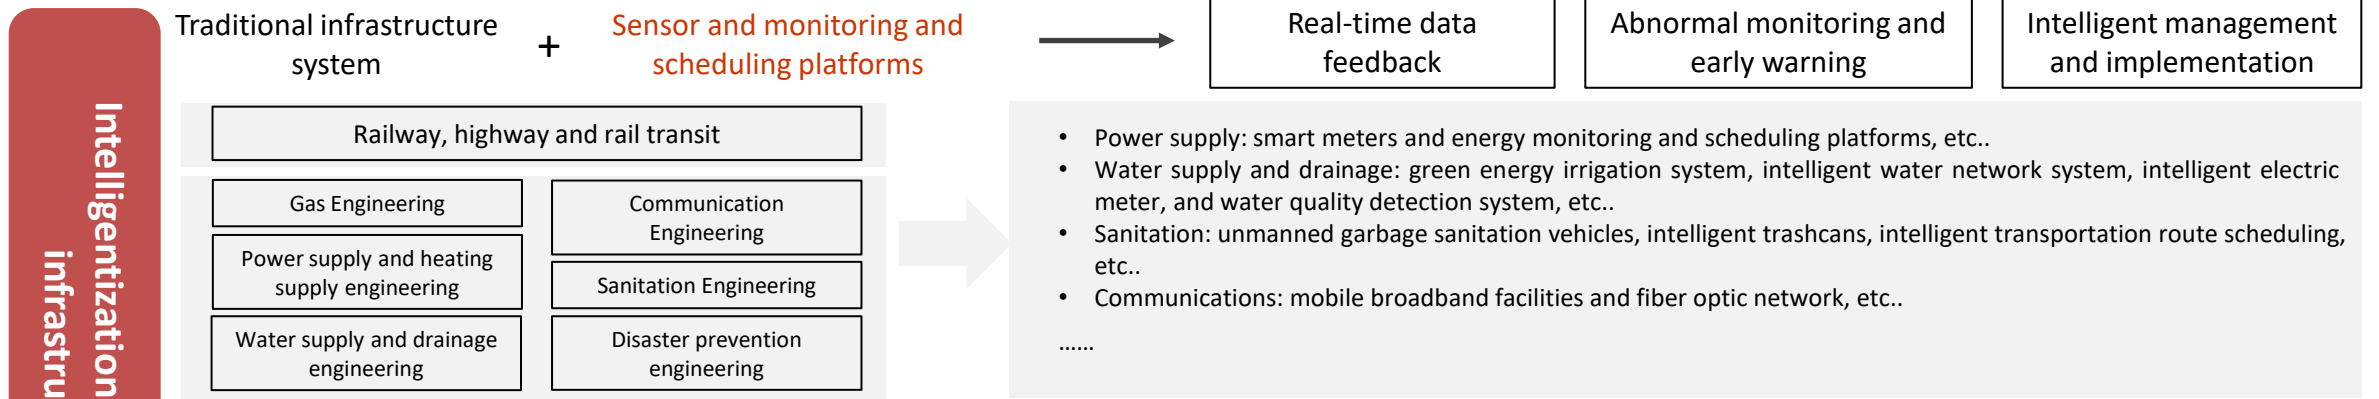 Intelligentization
infrastru
Traditional infrastructure
system
+
Sensor and monitoring and
scheduling platforms
Real-time data
feedback
Abnormal monitoring and
early warning
Intelligent management
and implementation
Railway, highway and rail transit
Gas Engineering
Power supply and heating
supply engineering
Water supply and drainage
engineering
Communication
Engineering
Sanitation Engineering
Disaster prevention
engineering
• Power supply: smart meters and energy monitoring and scheduling platforms, etc..
• Water supply and drainage: green energy irrigation system, intelligent water network system, intelligent electric
meter, and water quality detection system, etc..
• Sanitation: unmanned garbage sanitation vehicles, intelligent trashcans, intelligent transportation route scheduling,
etc..
• Communications: mobile broadband facilities and fiber optic network, etc..
......